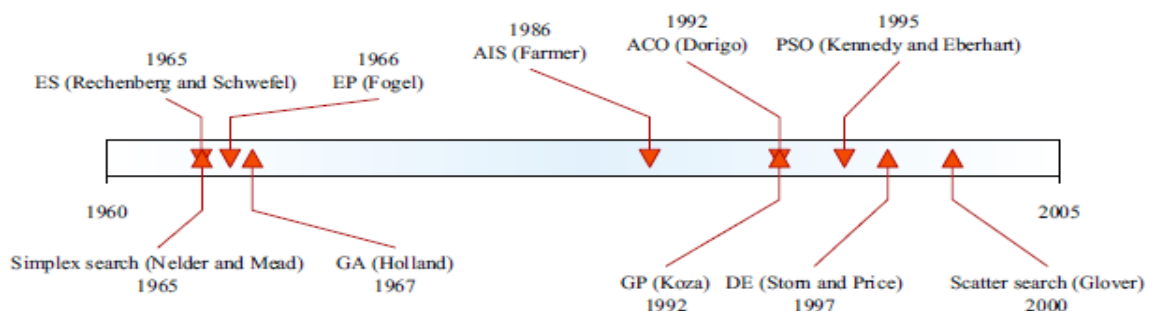 1965
ES (Rechenberg and Schwefel)
1966
EP (Fogel)
1986
AIS (Farmer)
1992
ACO (Dorigo)
1995
PSO (Kennedy and Eberhart)
1960
2005
Simplex search (Nelder and Mead)
1965
GA (Holland)
1967
GP (Koza)
1992
DE (Storn and Price)
1997
Scatter search (Glover)
2000